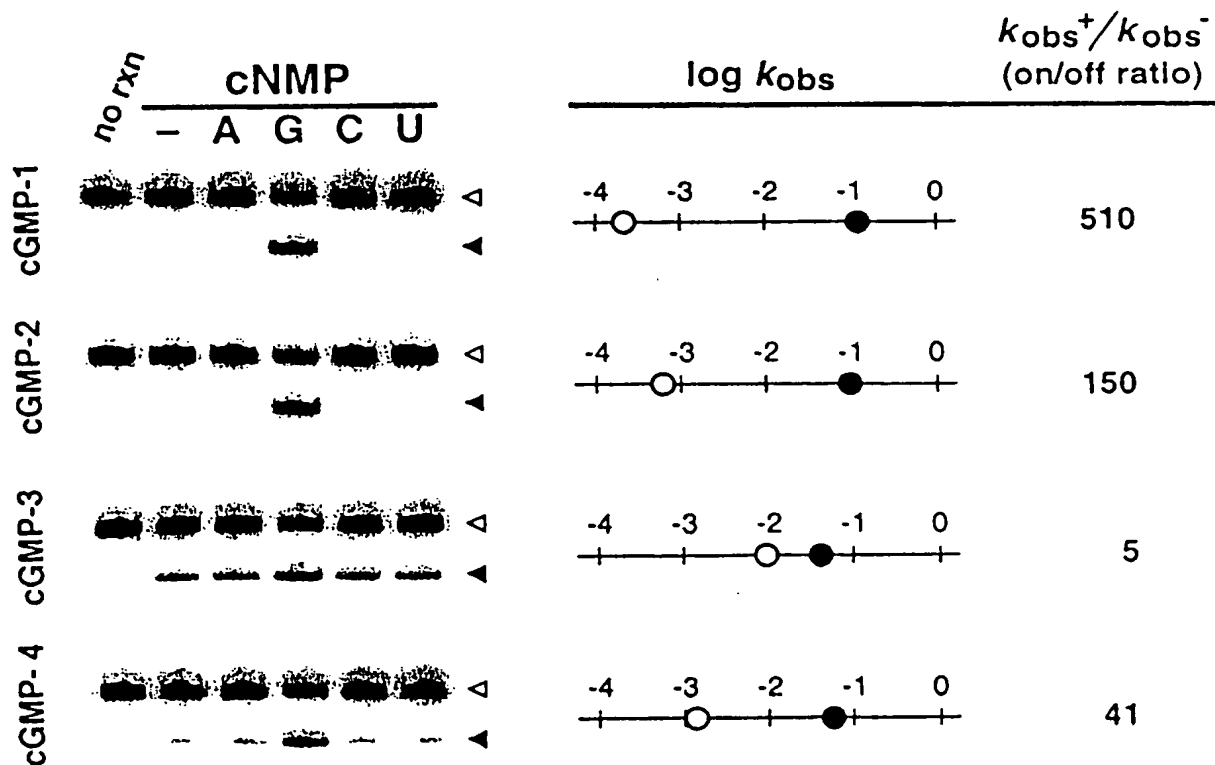 no rxn
cNMP
log kobs
kobs+/kobs-
(on/off ratio)
– A G C U
cGMP-1
-4 -3 -2 -1 0
510
cGMP-2
-4 -3 -2 -1 0
150
cGMP-3
-4 -3 -2 -1 0
5
cGMP-4
-4 -3 -2 -1 0
41